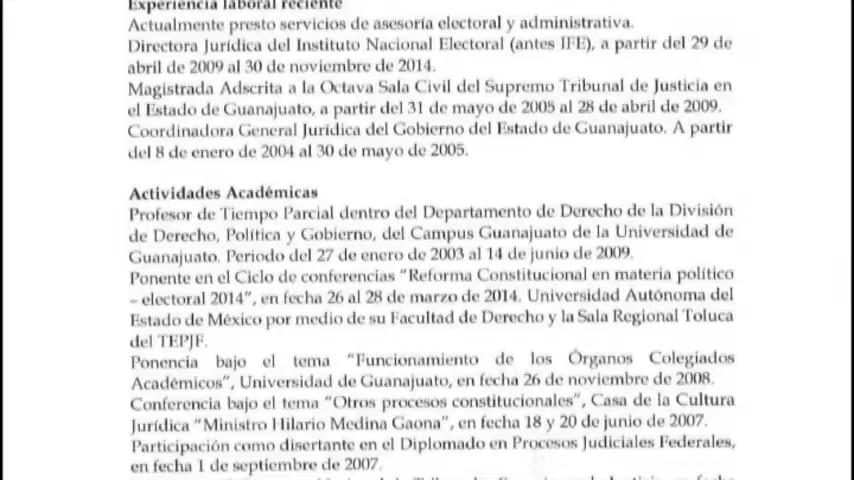 Experiencia laboral reciente
Actualmente presto servicios de asesoría electoral y administrativa.
Directora Jurídica del Instituto Nacional Electoral (antes IFE), a partir del 29 de
abril de 2009 al 30 de noviembre de 2014.
Magistrada Adscrita a la Octava Sala Civil del Supremo Tribunal de Justicia en
el Estado de Guanajuato, a partir del 31 de mayo de 2005 al 28 de abril de 2009.
Coordinadora General Jurídica del Gobierno del Estado de Guanajuato. A partir
del 8 de enero de 2004 al 30 de mayo de 2005.
Actividades Académicas
Profesor de Tiempo Parcial dentro del Departamento de Derecho de la División
de Derecho, Política y Gobierno, del Campus Guanajuato de la Universidad de
Guanajuato. Periodo del 27 de enero de 2003 al 14 de junio de 2009.
Ponente en el Ciclo de conferencias "Reforma Constitucional en materia político
– electoral 2014", en fecha 26 al 28 de marzo de 2014. Universidad Autónoma del
Estado de México por medio de su Facultad de Derecho y la Sala Regional Toluca
del TEPJF.
Ponencia bajo el tema "Funcionamiento de los Órganos Colegiados
Académicos", Universidad de Guanajuato, en fecha 26 de noviembre de 2008.
Conferencia bajo el tema "Otros procesos constitucionales", Casa de la Cultura
Jurídica "Ministro Hilario Medina Gaona", en fecha 18 y 20 de junio de 2007.
Participación como disertante en el Diplomado en Procesos Judiciales Federales,
en fecha 1 de septiembre de 2007.